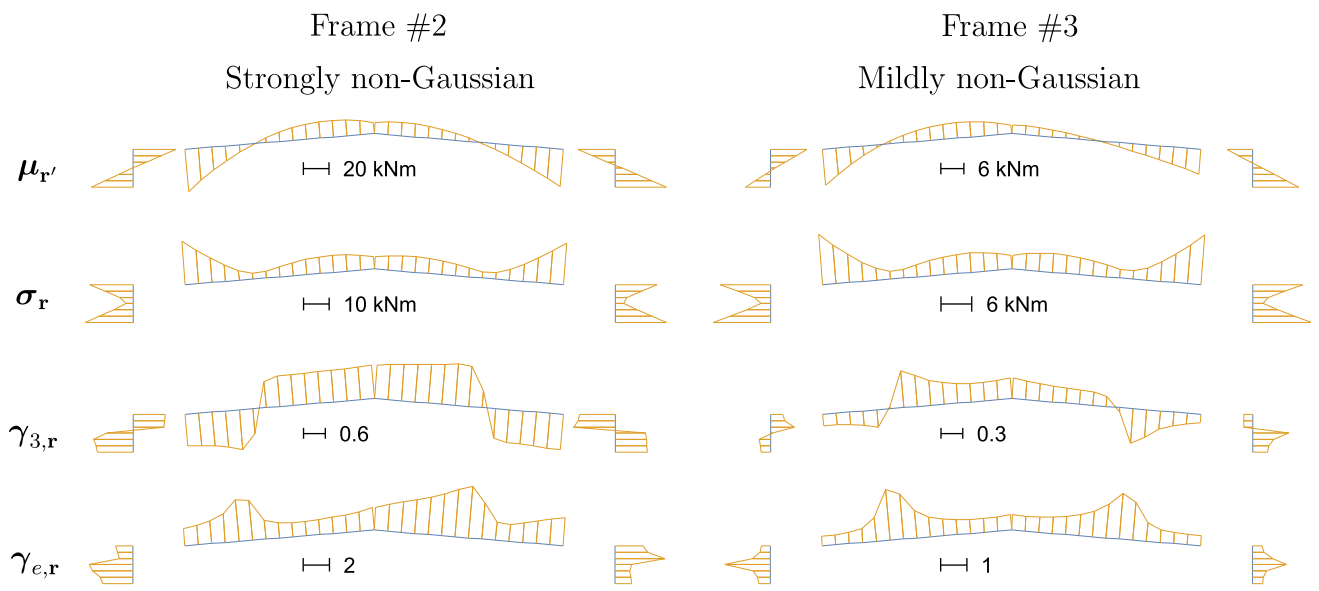 Frame #2 Frame #3
Strongly non-Gaussian Mildly non-Gaussian
μr′ 20 kNm 6 kNm
σr 10 kNm 6 kNm
γ3,r 0.6 0.3
γe,r 2 1